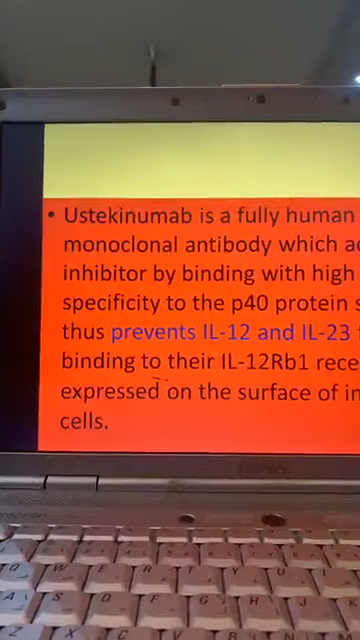 • Ustekinumab is a fully human
monoclonal antibody which
inhibitor by binding with high
specificity to the p40 protein
thus prevents IL-12 and IL-23
binding to their IL-12Rb1
expressed on the surface of
cells.
Q W E R T Y U
A S D F G H J
Z X C V B N